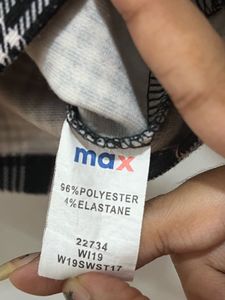 max
96%POLYESTER
4%ELASTANE
22734
WI19
W19SWST17